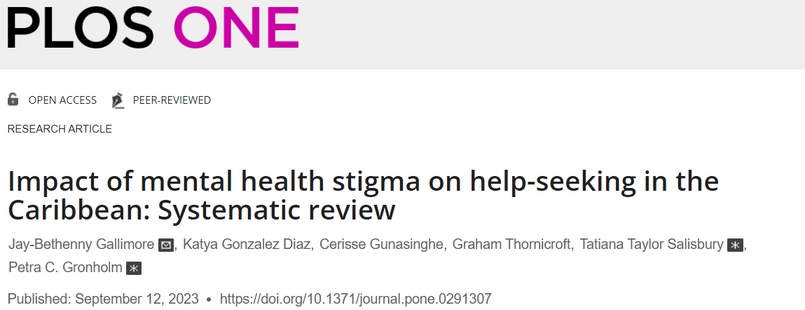 PLOS ONE
OPEN ACCESS PEER-REVIEWED
RESEARCH ARTICLE
Impact of mental health stigma on help-seeking in the
Caribbean: Systematic review
Jay-Bethenny Gallimore, Katya Gonzalez Diaz, Cerisse Gunasinghe, Graham Thornicroft, Tatiana Taylor Salisbury,
Petra C. Gronholm
Published: September 12, 2023 • https://doi.org/10.1371/journal.pone.0291307